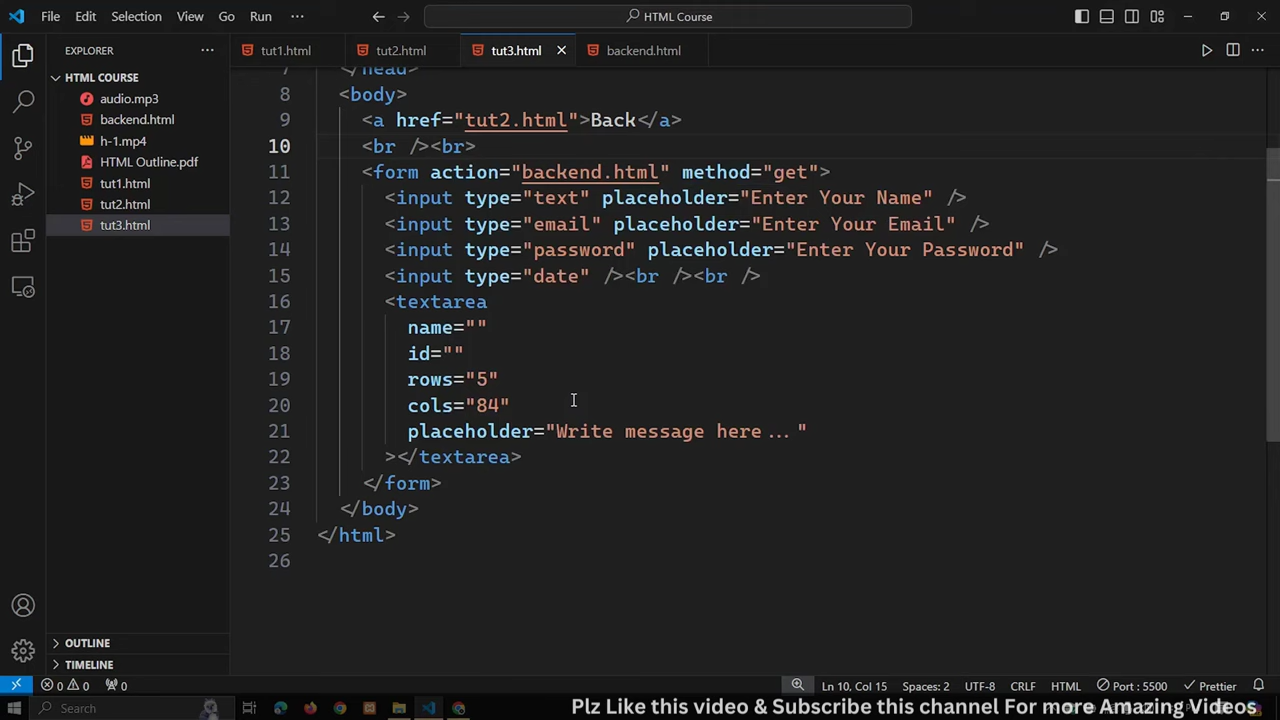 File Edit Selection View Go Run ··· HTML Course
EXPLORER ···
HTML COURSE
audio.mp3
backend.html
h-1.mp4
HTML Outline.pdf
tut1.html
tut2.html
tut3.html
OUTLINE
TIMELINE
tut1.html tut2.html tut3.html backend.html
7 </head>
8 <body>
9 <a href="tut2.html">Back</a>
10 <br /><br>
11 <form action="backend.html" method="get">
12 <input type="text" placeholder="Enter Your Name" />
13 <input type="email" placeholder="Enter Your Email" />
14 <input type="password" placeholder="Enter Your Password" />
15 <input type="date" /><br /><br />
16 <textarea
17 name=""
18 id=""
19 rows="5"
20 cols="84"
21 placeholder="Write message here..."
22 ></textarea>
23 </form>
24 </body>
25 </html>
26
0 0 0 Ln 10, Col 15 Spaces: 2 UTF-8 CRLF HTML Port : 5500 Prettier
Search
Plz Like this video & Subscribe this channel For more Amazing Videos